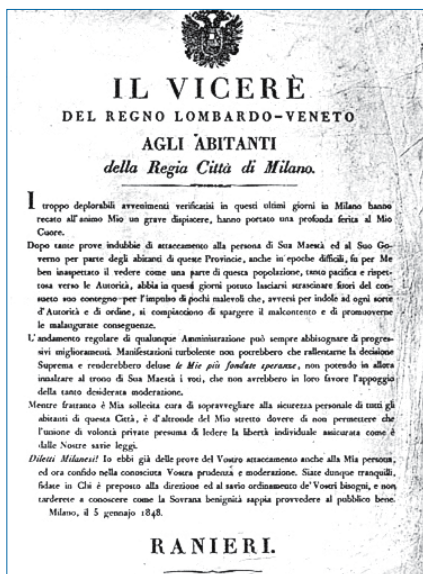 IL VICERÈ
DEL REGNO LOMBARDO-VENETO
AGLI ABITANTI
della Regia Città di Milano.
I troppo deplorabili avvenimenti verificatisi in questi ultimi giorni in Milano hanno
recato all'animo Mio un grave dispiacere, hanno portato una profonda ferita al Mio
Cuore.
Dopo tante prove indubbie di attaccamento alla persona di Sua Maestà ed al Suo Go-
verno per parte degli abitanti di queste Provincie, anche in epoche difficili, fu per Me
ben inaspettato il vedere come una parte di questa popolazione, tanto pacifica e rispet-
tosa verso le Autorità, abbia in questi giorni potuto lasciarsi strascinare fuori del con-
sueto suo contegno per l'impulso di pochi malevoli che, avversi per indole ad ogni sorte
d'Autorità e di ordine, si compiacciono di spargere il malcontento e di promuoverne
le malaugurate conseguenze.
L'andamento regolare di qualunque Amministrazione può sempre abbisognare di progres-
sivi miglioramenti. Manifestazioni turbolente non potrebbero che rallentarne la decisione
Suprema e renderebbero deluse le Mie più fondate speranze, non potendo in allora
innalzare al trono di Sua Maestà i voti, che non avrebbero in loro favore l'appoggio
della tanto desiderata moderazione.
Mentre frattanto è Mia sollecita cura di sopravvegliare alla sicurezza personale di tutti gli
abitanti di questa Città, è d'altronde del Mio stretto dovere di non permettere che
l'unione di volontà private presuma di ledere la libertà individuale assicurata come è
dalle Nostre savie leggi.
Diletti Milanesi! Io ebbi già delle prove del Vostro attaccamento anche alla Mia persona,
ed ora confido nella conosciuta Vostra prudenza e moderazione. Siate dunque tranquilli,
fidate in Chi è preposto alla direzione ed al savio ordinamento de' Vostri bisogni, e non
tarderete a conoscere come la Sovrana benignità sappia provvedere al pubblico bene.
Milano, il 5 gennajo 1848.
RANIERI.